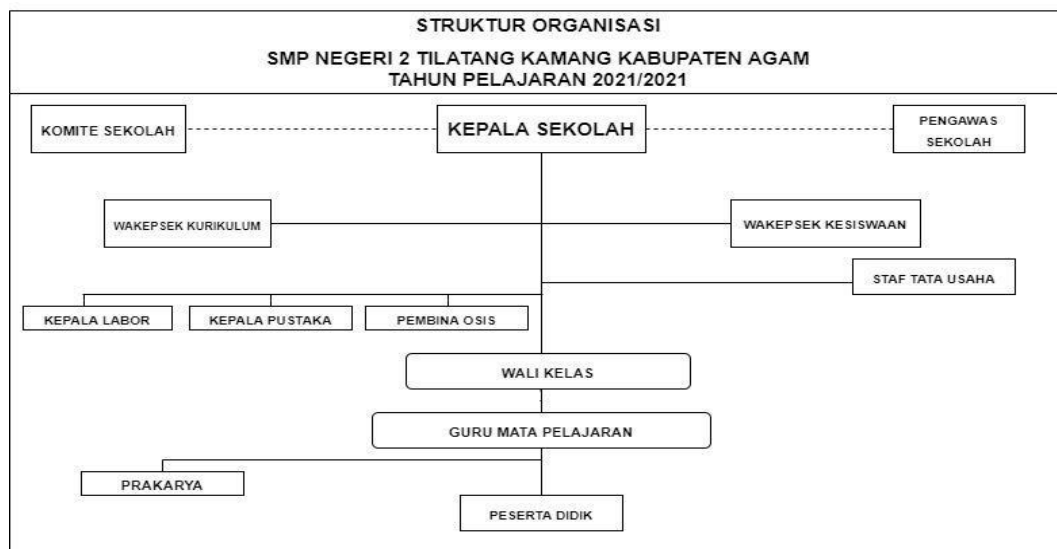 STRUKTUR ORGANISASI
SMP NEGERI 2 TILATANG KAMANG KABUPATEN AGAM
TAHUN PELAJARAN 2021/2021
KOMITE SEKOLAH
KEPALA SEKOLAH
PENGAWAS
SEKOLAH
WAKEPSEK KURIKULUM
WAKEPSEK KESISWAAN
STAF TATA USAHA
KEPALA LABOR
KEPALA PUSTAKA
PEMBINA OSIS
WALI KELAS
GURU MATA PELAJARAN
PRAKARYA
PESERTA DIDIK